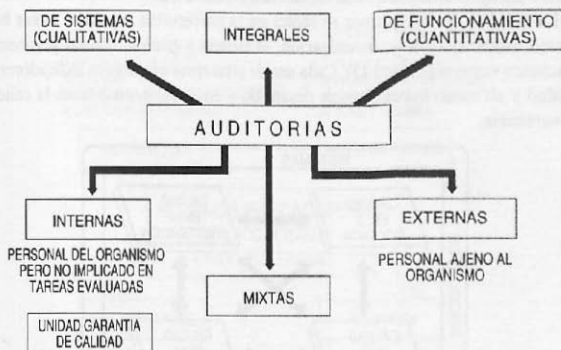 DE SISTEMAS
(CUALITATIVAS)
INTEGRALES
DE FUNCIONAMIENTO
(CUANTITATIVAS)
AUDITORIAS
INTERNAS
PERSONAL DEL ORGANISMO
PERO NO IMPLICADO EN
TAREAS EVALUADAS
UNIDAD GARANTIA
DE CALIDAD
MIXTAS
EXTERNAS
PERSONAL AJENO AL
ORGANISMO